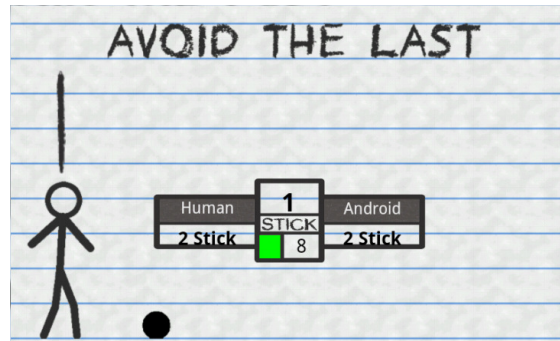 AVOID THE LAST
Human 1 Android
STICK
2 Stick 8 2 Stick